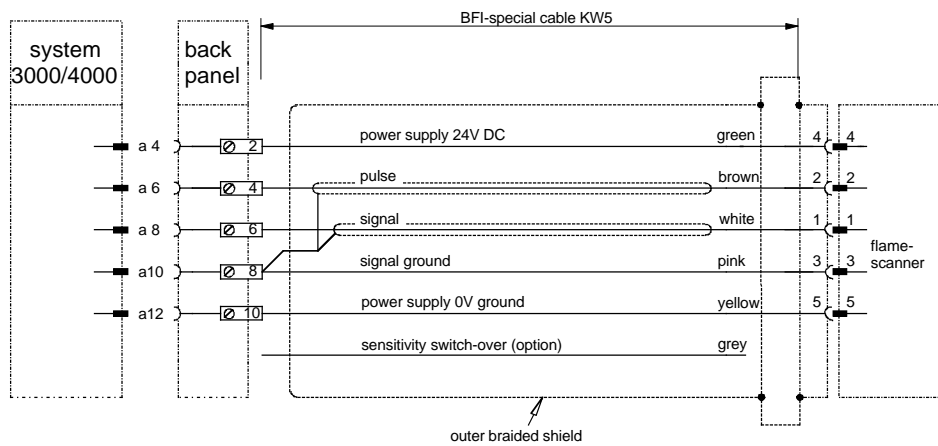 BFI-special cable KW5
system
3000/4000
back
panel
a 4 2 power supply 24V DC green 4 4
a 6 4 pulse brown 2 2
a 8 6 signal white 1 1
flame-
scanner
a10 8 signal ground pink 3 3
a12 10 power supply 0V ground yellow 5 5
sensitivity switch-over (option) grey
outer braided shield